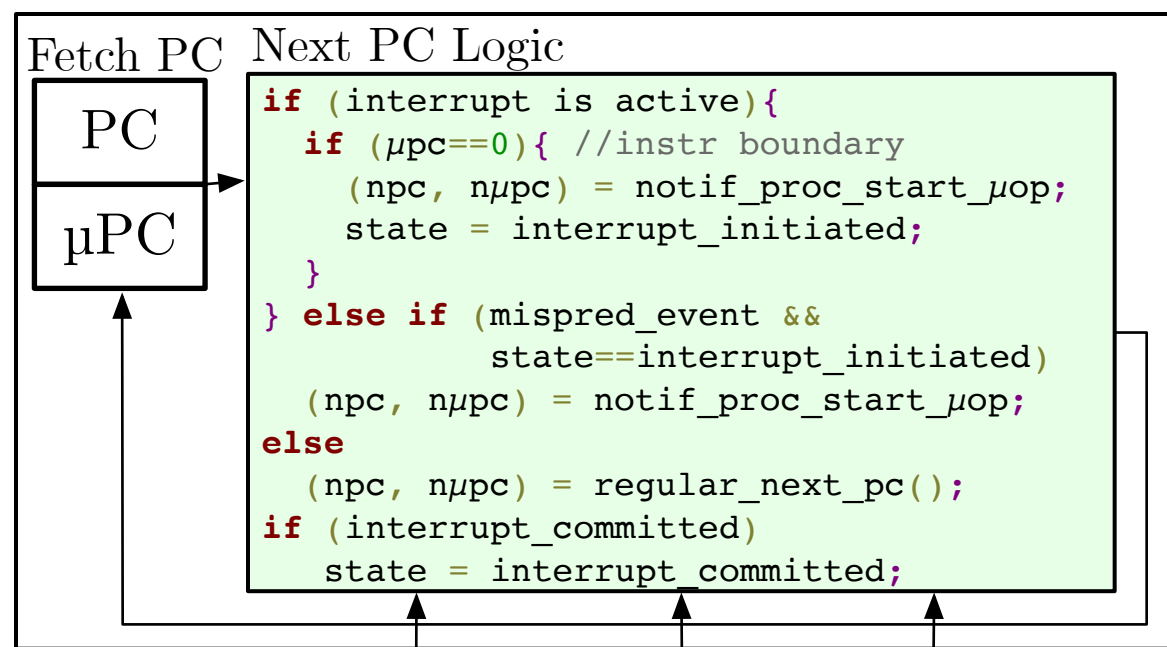 Fetch PC
Next PC Logic
PC
µPC
if (interrupt is active){
  if (µpc==0){ //instr boundary
    (npc, nµpc) = notif_proc_start_µop;
    state = interrupt_initiated;
  }
} else if (mispred_event &&
           state==interrupt_initiated)
  (npc, nµpc) = notif_proc_start_µop;
else
  (npc, nµpc) = regular_next_pc();
if (interrupt_committed)
   state = interrupt_committed;